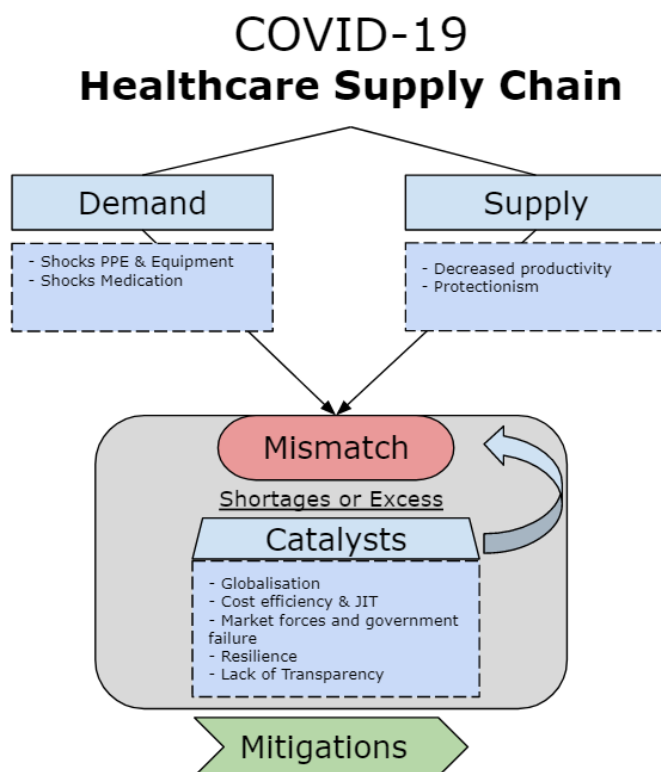 COVID-19
Healthcare Supply Chain
Demand
Supply
- Shocks PPE & Equipment
- Shocks Medication
- Decreased productivity
- Protectionism
Mismatch
Shortages or Excess
Catalysts
- Globalisation
- Cost efficiency & JIT
- Market forces and government
failure
- Resilience
- Lack of Transparency
Mitigations